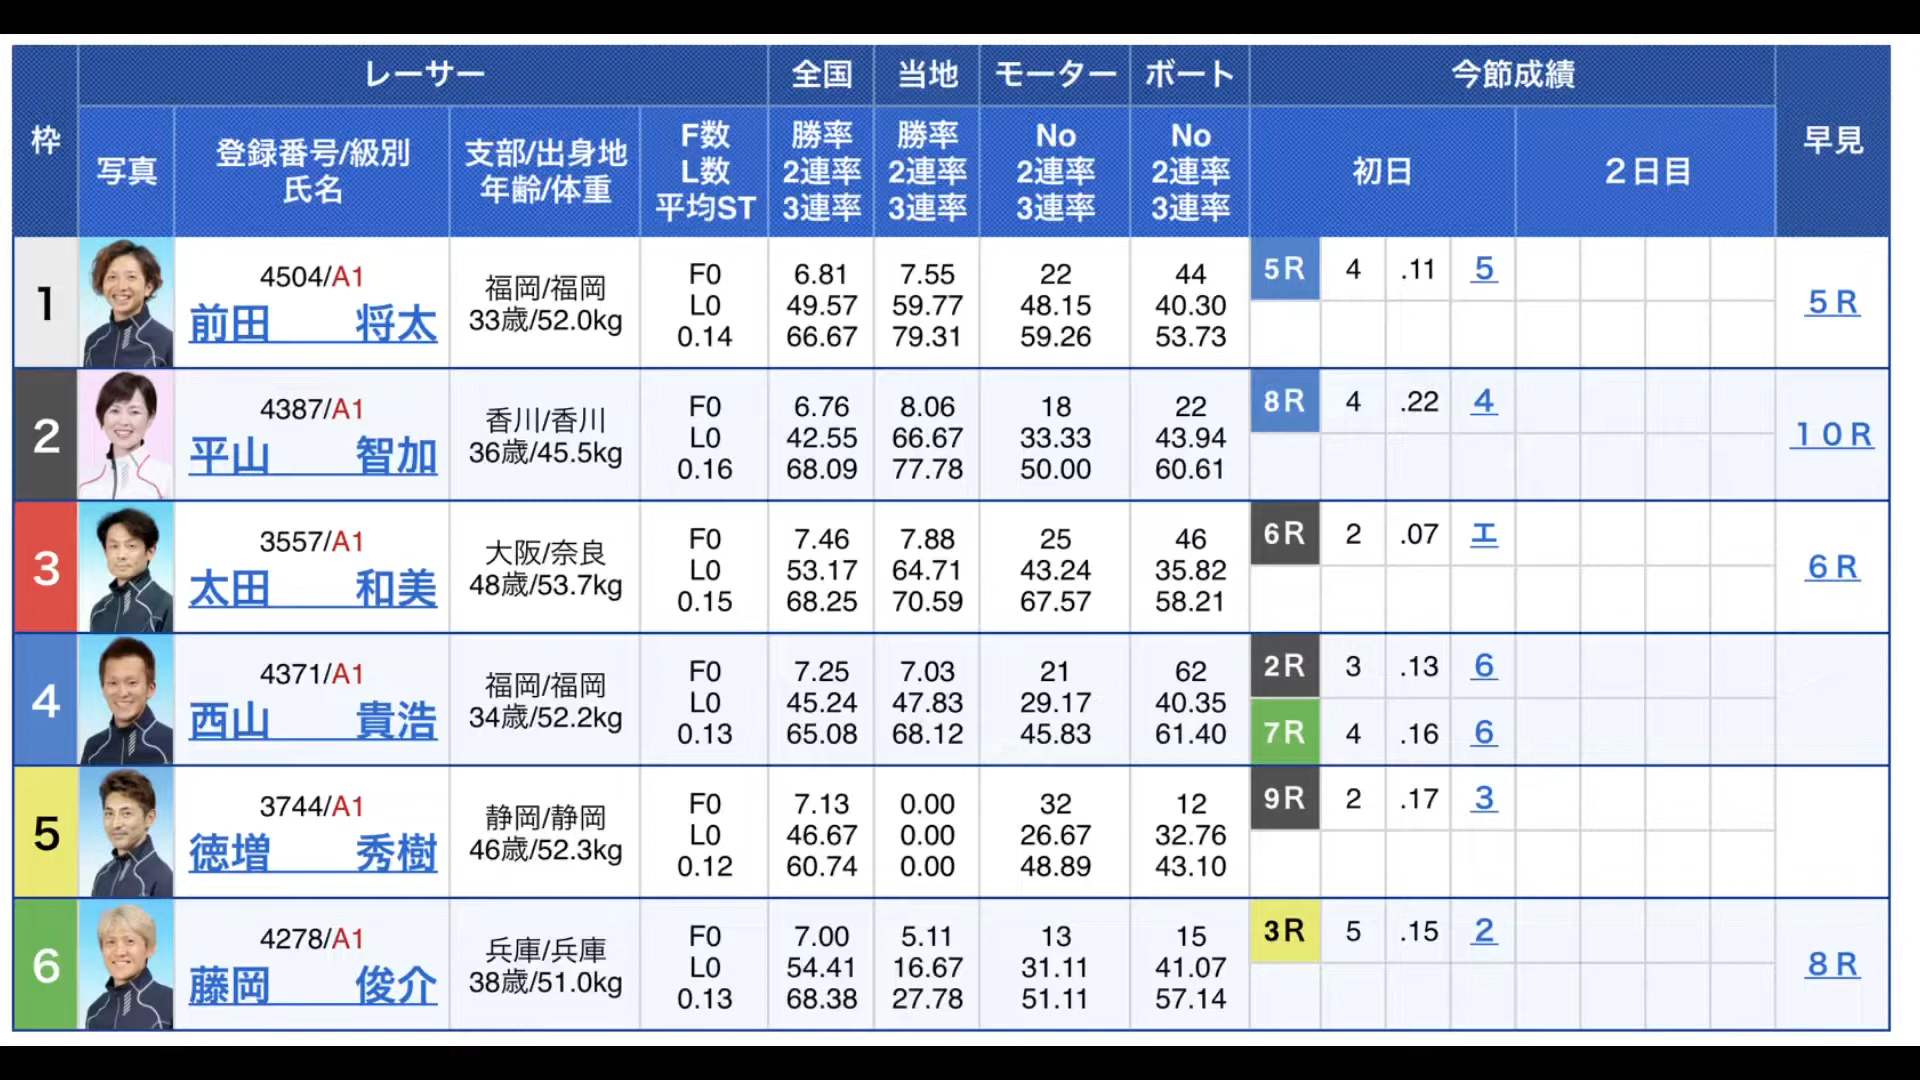 枠 レーサー 全国 当地 モーター ボート 今節成績 早見
写真 登録番号/級別 氏名 支部/出身地 年齢/体重 F数 L数 平均ST 勝率 2連率 3連率 勝率 2連率 3連率 No 2連率 3連率 No 2連率 3連率 初日 2日目
1 4504/A1 福岡/福岡 F0 6.81 7.55 22 44 5R 4 .11 5 5R
前田 将太 33歳/52.0kg L0 49.57 59.77 48.15 40.30
0.14 66.67 79.31 59.26 53.73
2 4387/A1 香川/香川 F0 6.76 8.06 18 22 8R 4 .22 4 10R
平山 智加 36歳/45.5kg L0 42.55 66.67 33.33 43.94
0.16 68.09 77.78 50.00 60.61
3 3557/A1 大阪/奈良 F0 7.46 7.88 25 46 6R 2 .07 エ 6R
太田 和美 48歳/53.7kg L0 53.17 64.71 43.24 35.82
0.15 68.25 70.59 67.57 58.21
4 4371/A1 福岡/福岡 F0 7.25 7.03 21 62 2R 3 .13 6
西山 貴浩 34歳/52.2kg L0 45.24 47.83 29.17 40.35
0.13 65.08 68.12 45.83 61.40 7R 4 .16 6
5 3744/A1 静岡/静岡 F0 7.13 0.00 32 12 9R 2 .17 3
徳増 秀樹 46歳/52.3kg L0 46.67 0.00 26.67 32.76
0.12 60.74 0.00 48.89 43.10
6 4278/A1 兵庫/兵庫 F0 7.00 5.11 13 15 3R 5 .15 2 8R
藤岡 俊介 38歳/51.0kg L0 54.41 16.67 31.11 41.07
0.13 68.38 27.78 51.11 57.14